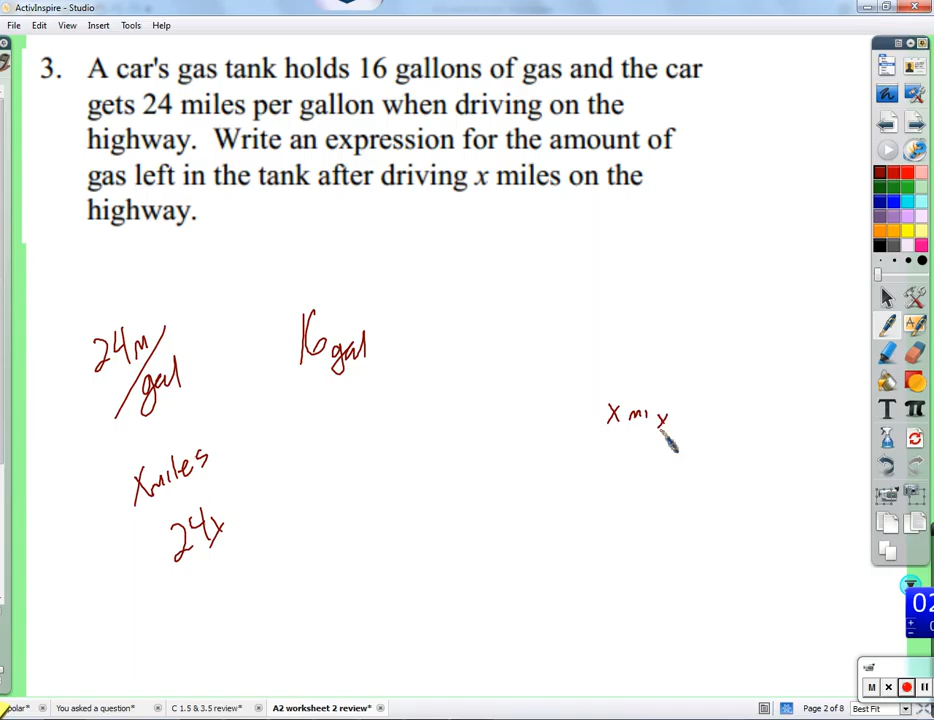 ActivInspire - Studio
File Edit View Insert Tools Help
3. A car's gas tank holds 16 gallons of gas and the car
gets 24 miles per gallon when driving on the
highway. Write an expression for the amount of
gas left in the tank after driving x miles on the
highway.
24m/gal
16gal
x mi x
xmiles
24x
02
M
polar* You asked a question* C 1.5 & 3.5 review* A2 worksheet 2 review* Page 2 of 8 Best Fit